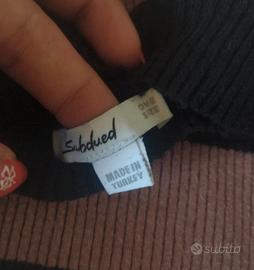 Subdued
ONE
SIZE
MADE IN
TURKEY
subito